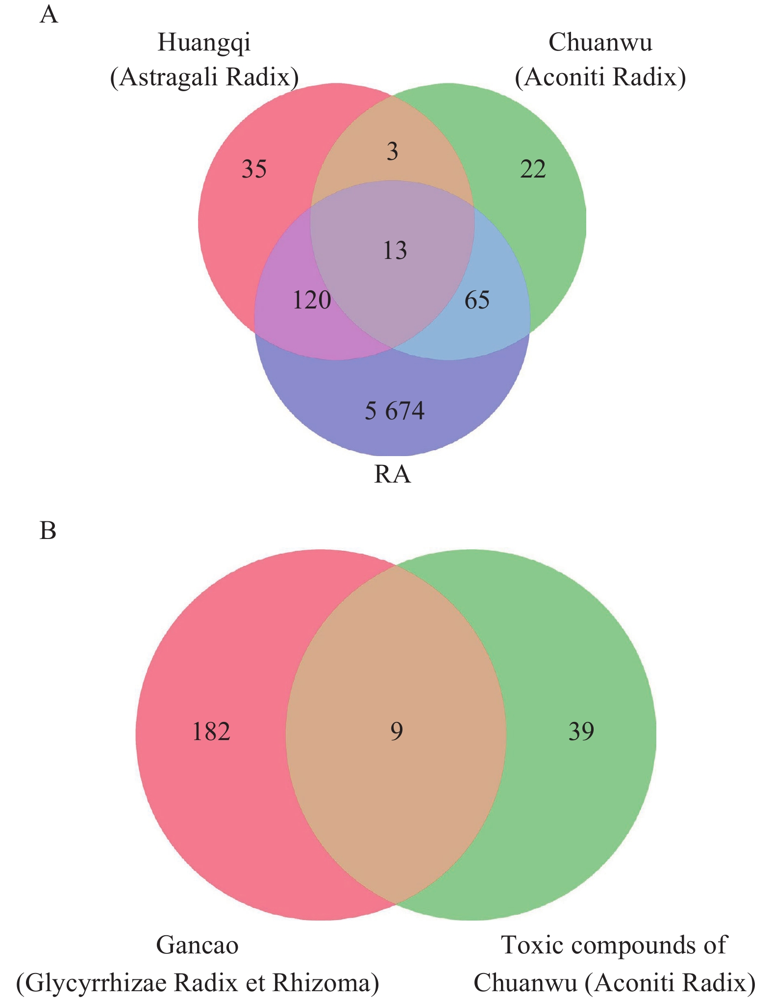 A
Huangqi
(Astragali Radix)
Chuanwu
(Aconiti Radix)
3
35
22
13
120
65
5 674
RA
B
182
9
39
Gancao
(Glycyrrhizae Radix et Rhizoma)
Toxic compounds of
Chuanwu (Aconiti Radix)